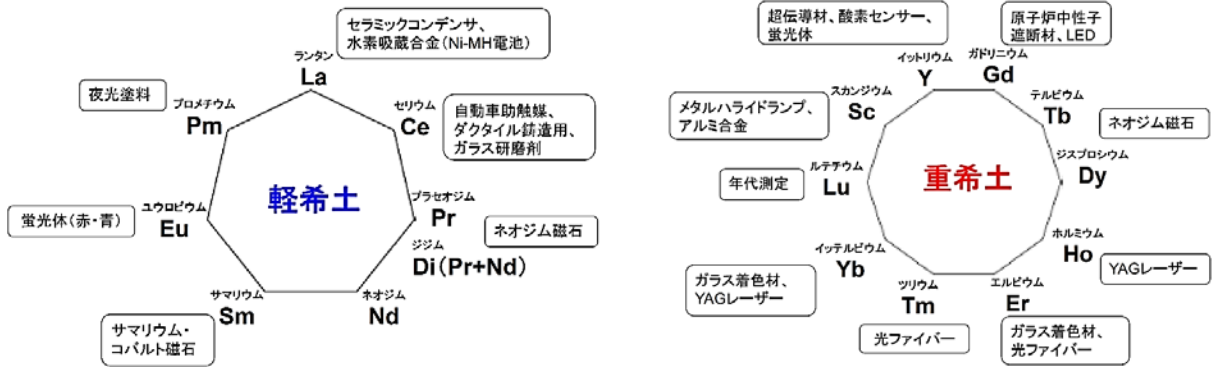 セラミックコンデンサ、
水素吸蔵合金(Ni-MH電池)
ランタン
La
夜光塗料
プロメチウム
Pm
セリウム
Ce
自動車助触媒、
ダクタイル鋳造用、
ガラス研磨剤
軽希土
蛍光休(赤・青)
ユウロピウム
Eu
プラセオジム
Pr
ネオジム磁石
ジジム
Di(Pr+Nd)
サマリウム
Sm
ネオジム
Nd
サマリウム・
コバルト磁石
超伝導材、酸素センサー、
蛍光体
原子炉中性子
遮断材、LED
イットリウム
Y
ガドリニウム
Gd
メタルハライドランプ、
アルミ合金
スカンジウム
Sc
テルビウム
Tb
ネオジム磁石
年代測定
ルテチウム
Lu
重希土
ジスプロシウム
Dy
ガラス着色材、
YAGレーザー
イッテルビウム
Yb
ホルミウム
Ho
YAGレーザー
ツリウム
Tm
エルビウム
Er
光ファイバー
ガラス着色材、
光ファイバー